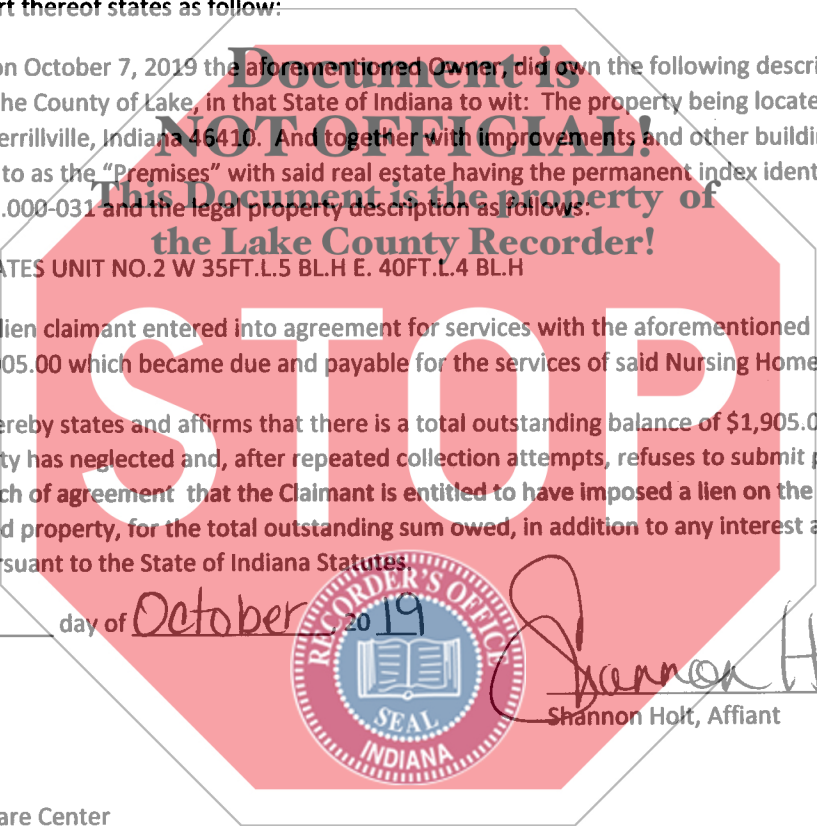 rt thereof states as follow:
Document is
on October 7, 2019 the aforementioned Owner, did own the following descri
he County of Lake, in that State of Indiana to wit: The property being locate
NOT OFFICIAL!
errillville, Indiana 46410. And together with improvements and other buildin
to as the “Premises” with said real estate having the permanent index ident
This Document is the property of
.000-031 and the legal property description as follows:
the Lake County Recorder!
ATES UNIT NO.2 W 35FT.L.5 BL.H E. 40FT.L.4 BL.H
STOP
lien claimant entered into agreement for services with the aforementioned
905.00 which became due and payable for the services of said Nursing Home
ereby states and affirms that there is a total outstanding balance of $1,905.0
ty has neglected and, after repeated collection attempts, refuses to submit p
ch of agreement that the Claimant is entitled to have imposed a lien on the
d property, for the total outstanding sum owed, in addition to any interest a
rsuant to the State of Indiana Statutes.
day of October, 20 19
RECORDER'S OFFICE
SEAL
INDIANA
Shannon H
Shannon Holt, Affiant
are Center